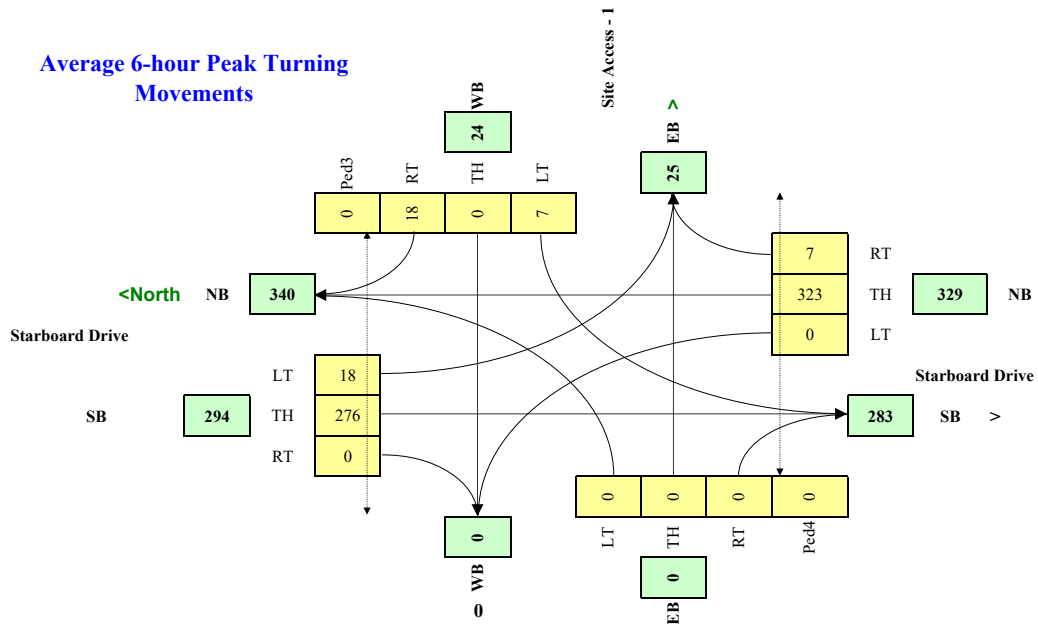 Average 6-hour Peak Turning
Movements
Site Access - 1
WB
24
^
EB
25
Ped3 RT TH LT
0 18 0 7
7 RT
<North NB 340
323 TH 329 NB
0 LT
Starboard Drive
LT 18
Starboard Drive
SB 294 TH 276
283 SB >
RT 0
0 0 0 0
LT TH RT Ped4
0
WB
0
0
EB